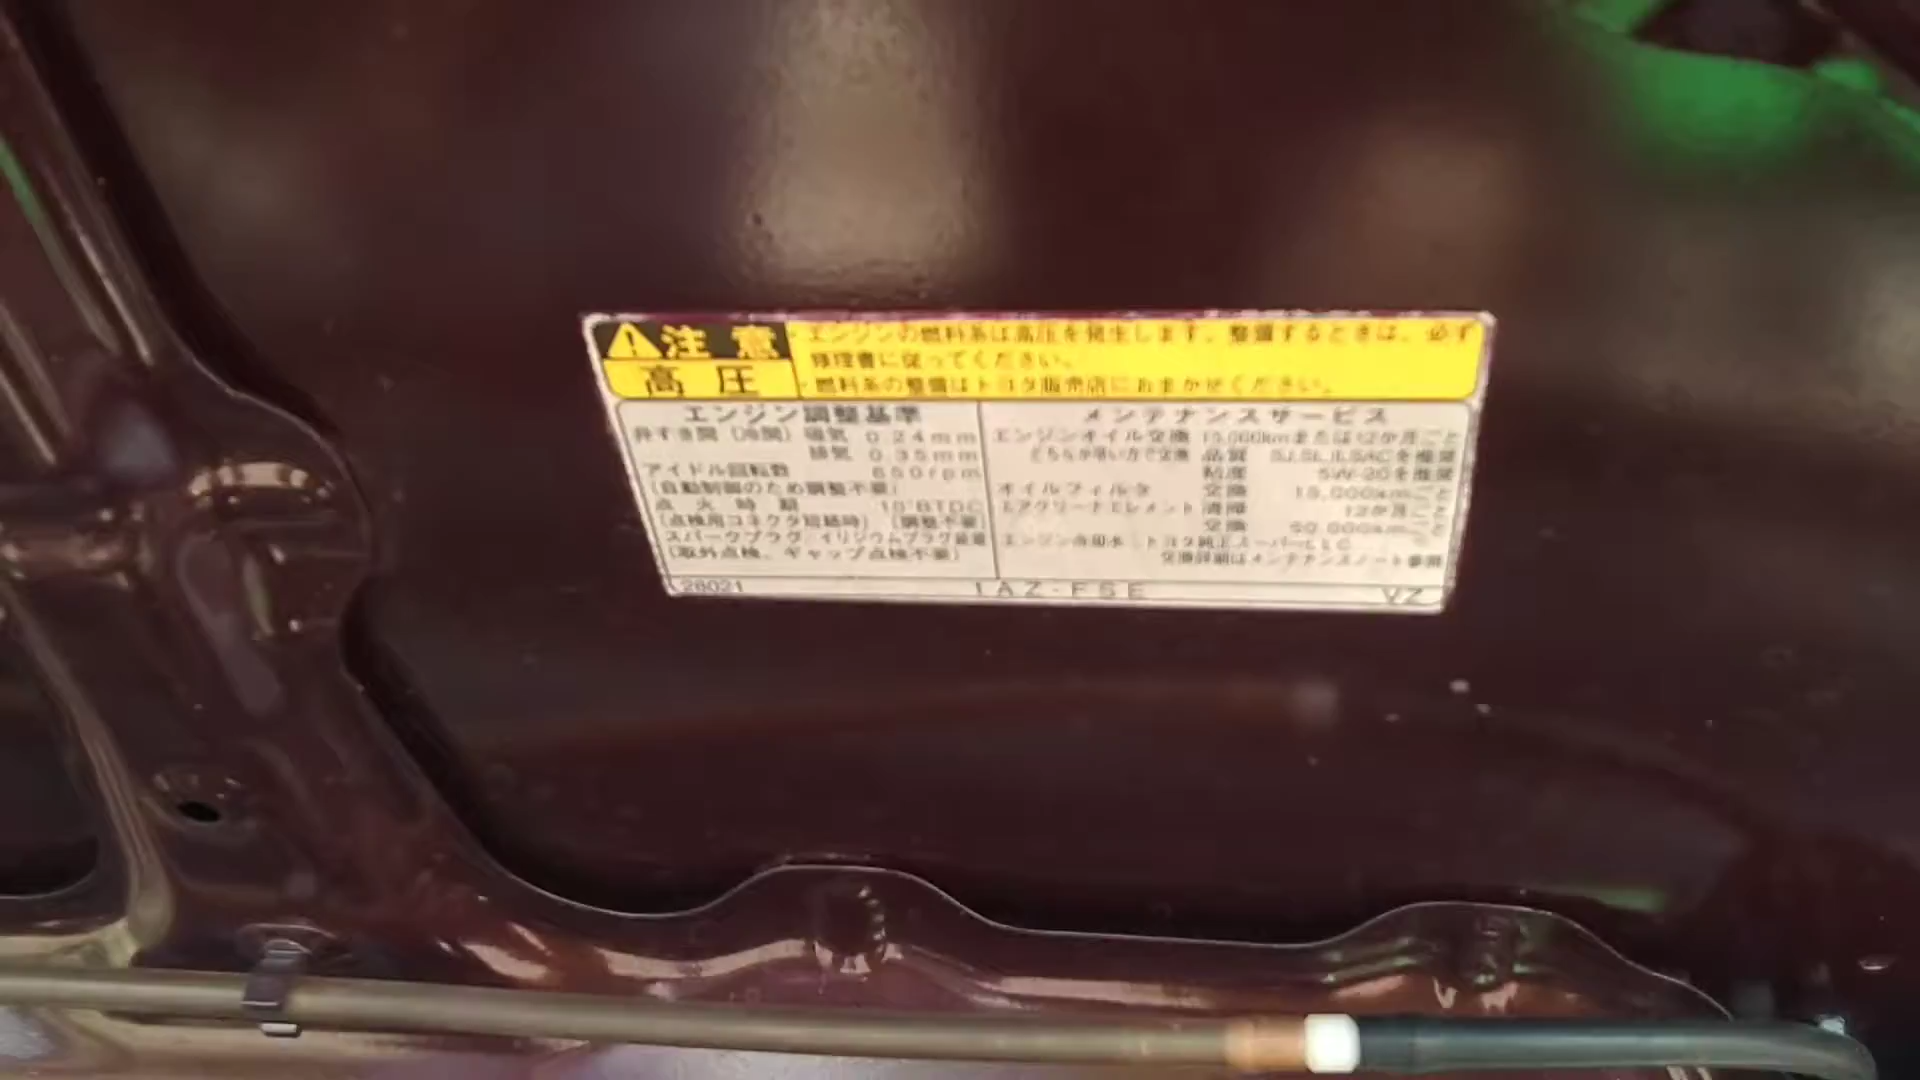 注意
高圧
・エンジンの燃料系は高圧を発生します。整備するときは、必ず
修理書に従ってください。
・燃料系の整備はトヨタ販売店におまかせください。
エンジン調整基準
弁すき間(冷間) 吸気 0.24mm
排気 0.35mm
アイドル回転数 650rpm
(自動制御のため調整不要)
点火時期 10°BTDC
(点検用コネクタ短絡時) (調整不要)
スパークプラグ イリジウムプラグ装着
(取外点検、ギャップ点検不要)
メンテナンスサービス
エンジンオイル交換 15,000kmまたは12か月ごと
どちらか早い方で交換 品質
粘度 5W-20を推奨
オイルフィルタ 交換 15,000kmごと
エアクリーナエレメント 清掃 12か月ごと
交換 50,000kmごと
エンジン冷却水 トヨタ純正スーパーLLC
交換詳細はメンテナンスノート参照
28021 1AZ-FSE VZ